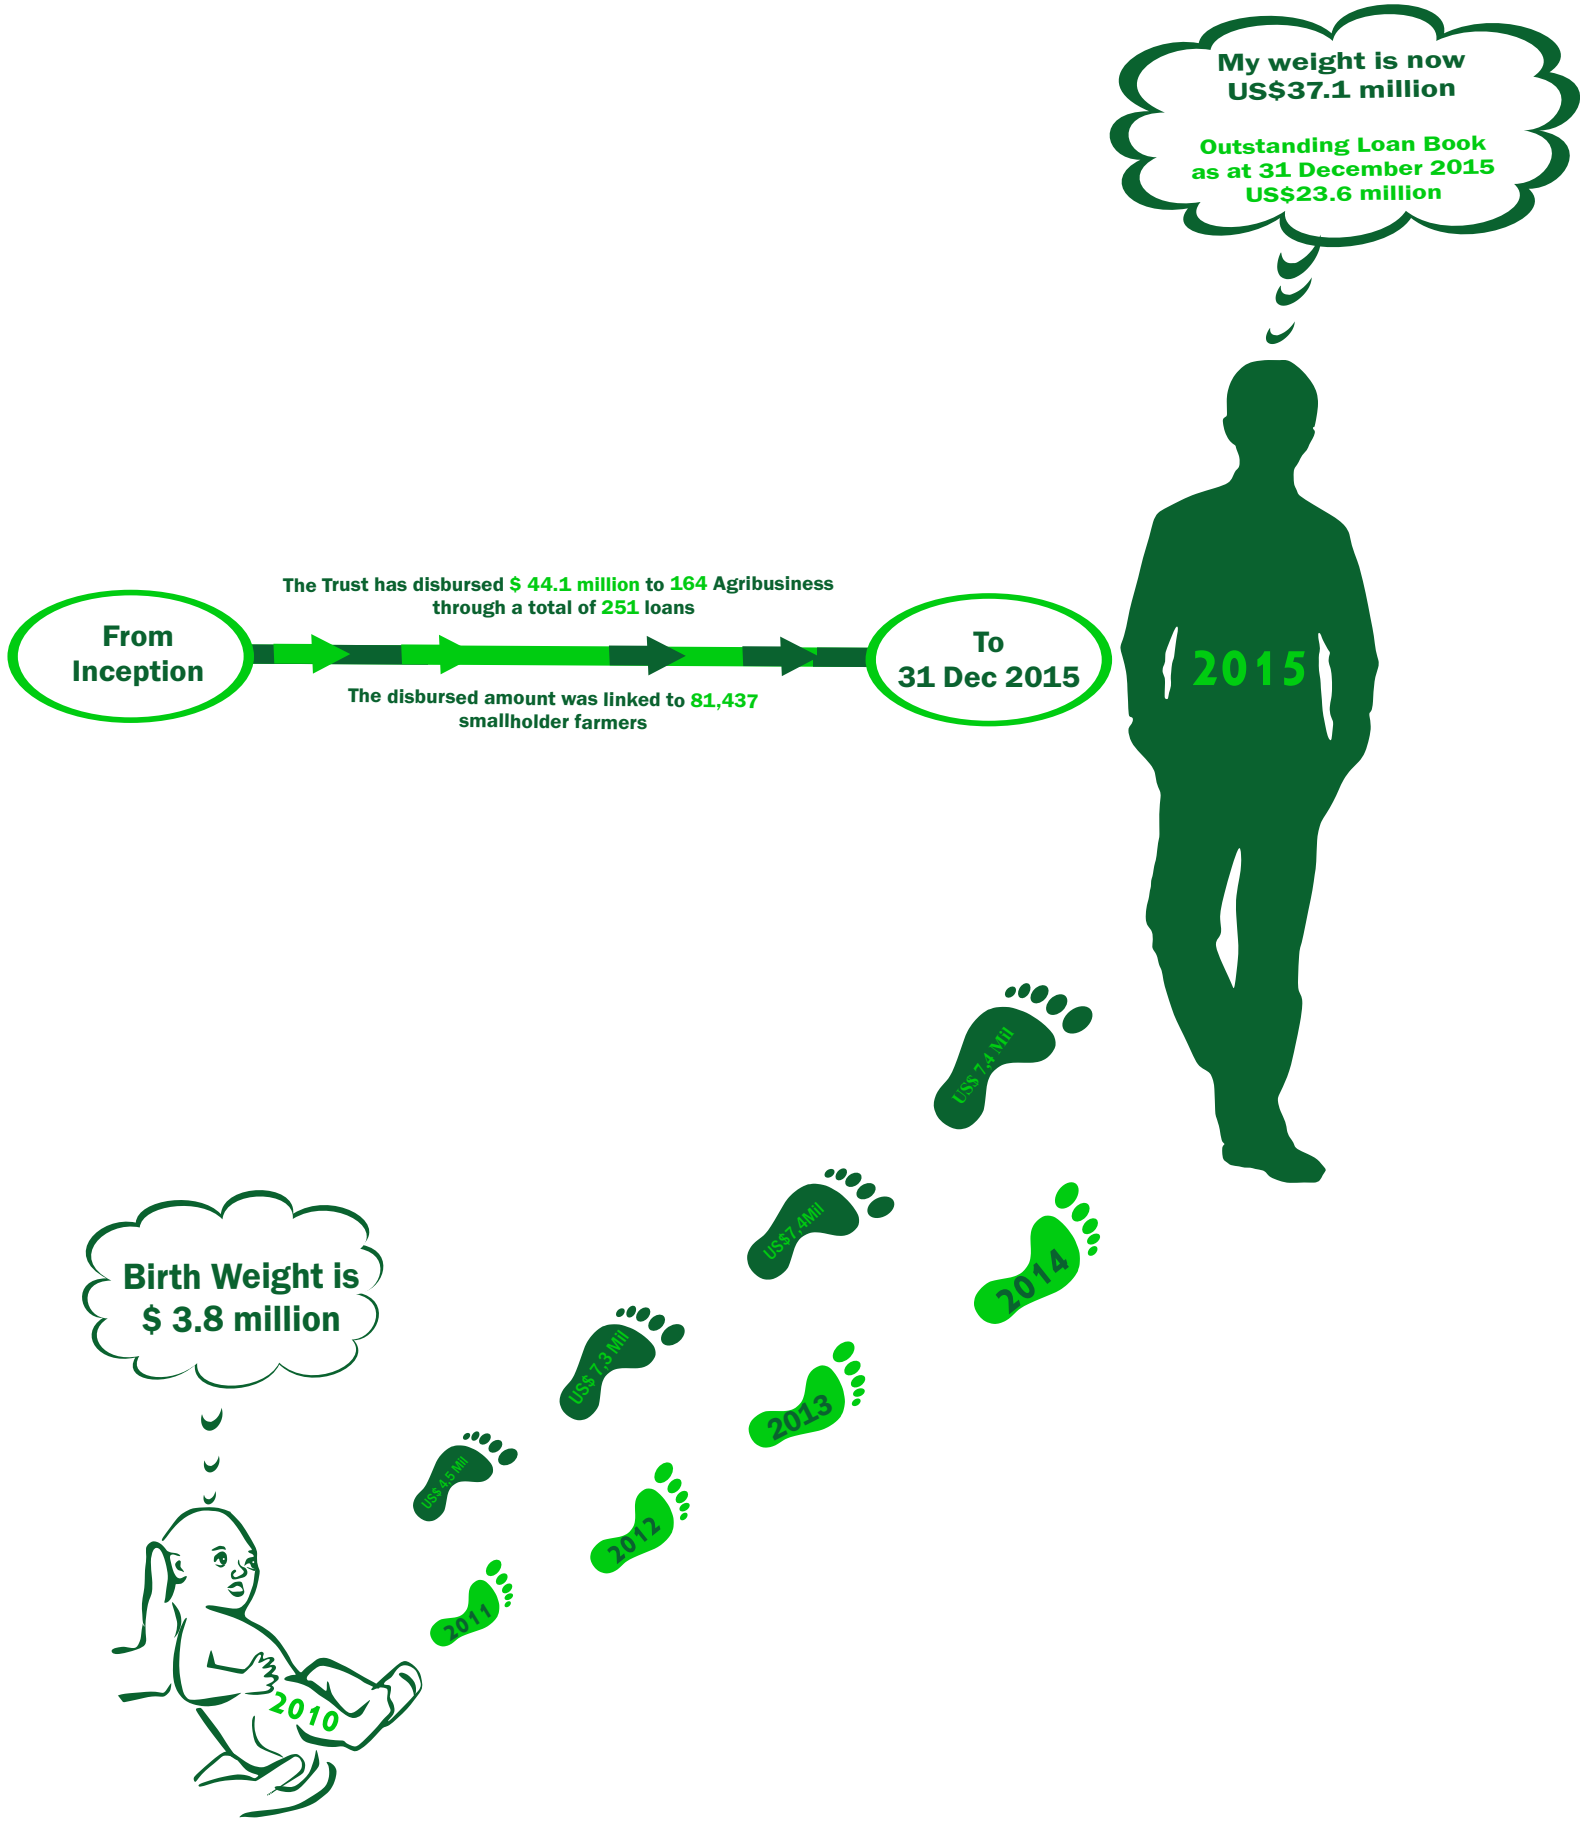 My weight is now
US$37.1 million
Outstanding Loan Book
as at 31 December 2015
US$23.6 million
The Trust has disbursed $ 44.1 million to 164 Agribusiness
through a total of 251 loans
From
Inception
To
31 Dec 2015
2015
The disbursed amount was linked to 81,437
smallholder farmers
US$ 7,4 Mil
US$7,4Mil
2014
Birth Weight is
$ 3.8 million
US$ 7,3 Mil
2013
US$ 4,5 Mil
2012
2011
2010